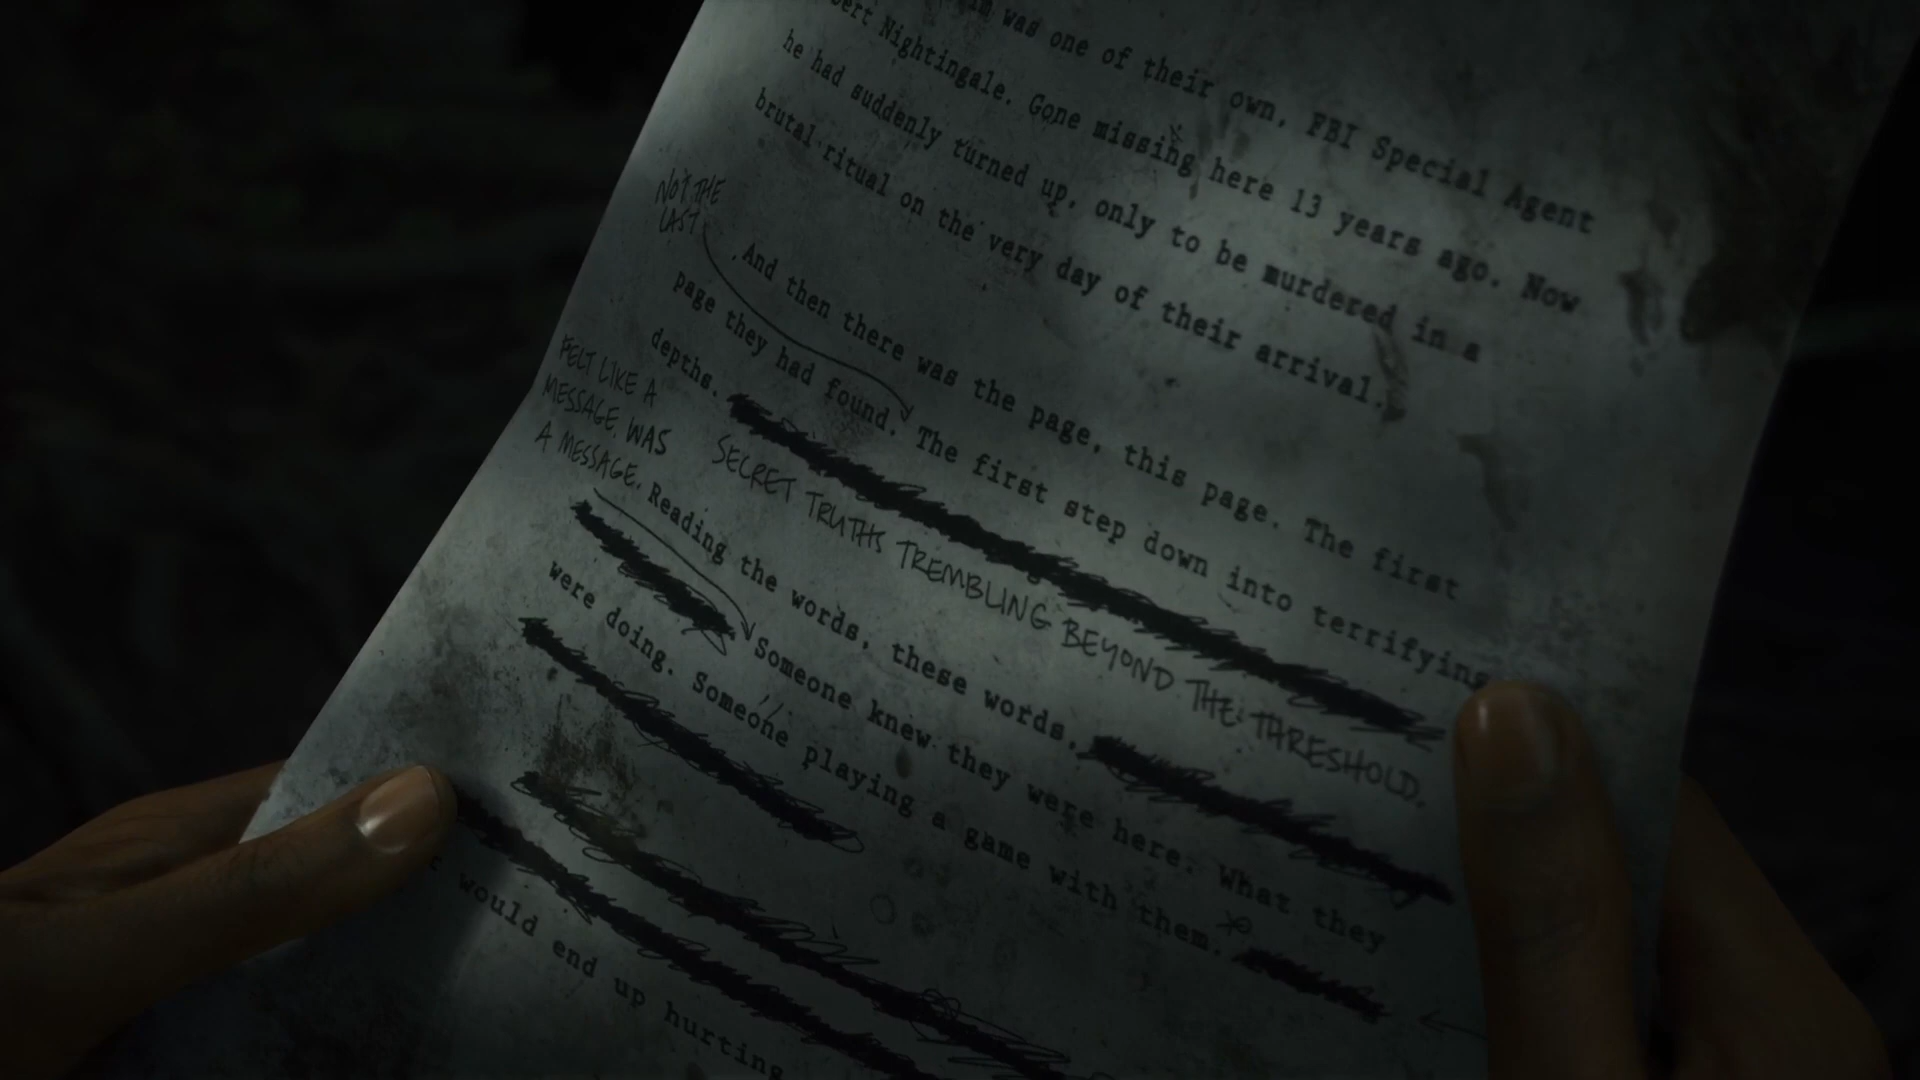 was one of their own, FBI Special Agent
Nightingale. Gone missing here 13 years ago. Now
he had suddenly turned up, only to be murdered in a
brutal ritual on the very day of their arrival.
NOT THE
LAST
And then there was the page, this page. The first
page they had found. The first step down into terrifying
depths.
SECRET TRUTHS TREMBLING BEYOND THE THRESHOLD.
FELT LIKE A
MESSAGE, WAS
A MESSAGE.
Reading the words, these words,
Someone knew they were here. What they
were doing. Someone playing a game with them.
would end up hurting